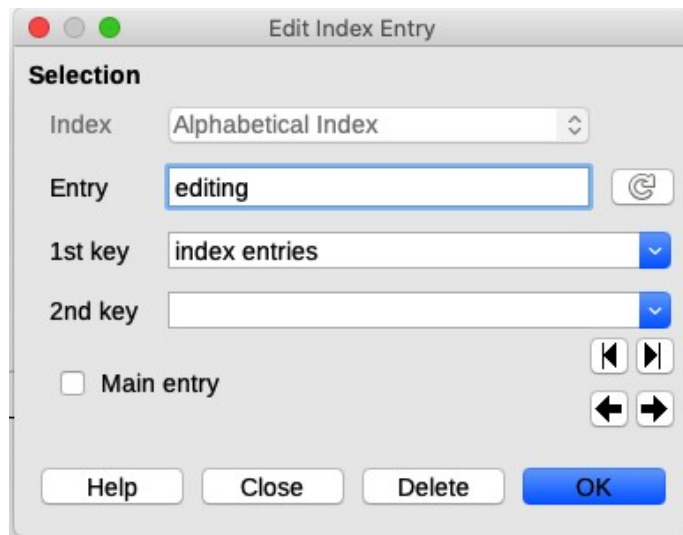 Edit Index Entry
Selection
Index Alphabetical Index
Entry editing
1st key index entries
2nd key
Main entry
Help Close Delete OK